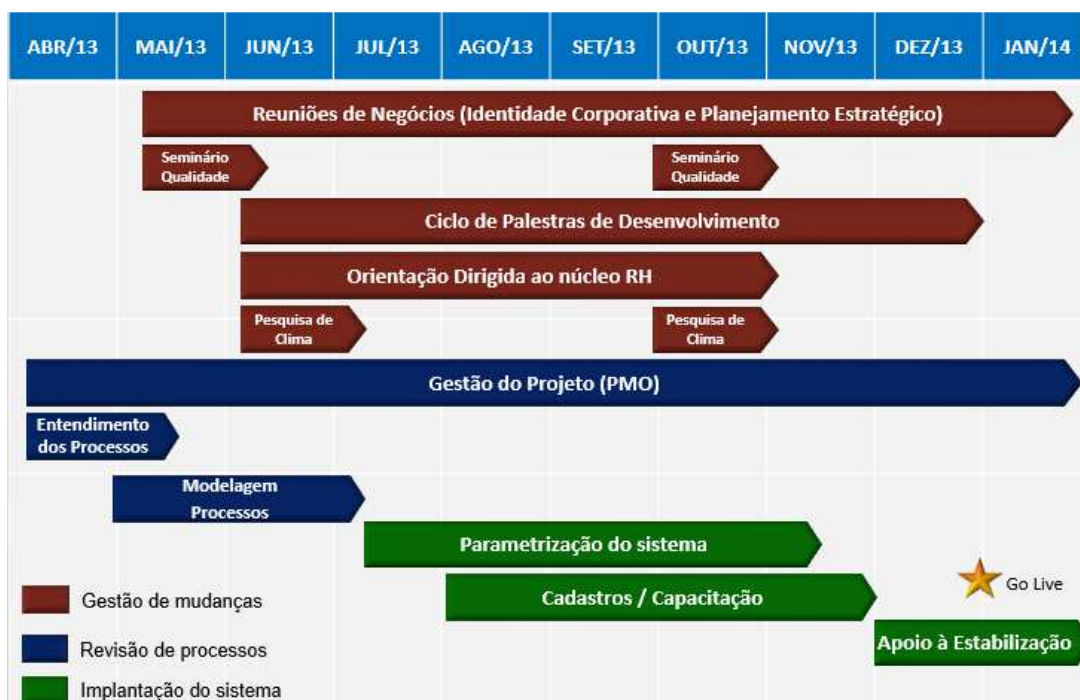 ABR/13 MAI/13 JUN/13 JUL/13 AGO/13 SET/13 OUT/13 NOV/13 DEZ/13 JAN/14
Reuniões de Negócios (Identidade Corporativa e Planejamento Estratégico)
Seminário
Qualidade
Seminário
Qualidade
Ciclo de Palestras de Desenvolvimento
Orientação Dirigida ao núcleo RH
Pesquisa de
Clima
Pesquisa de
Clima
Gestão do Projeto (PMO)
Entendimento
dos Processos
Modelagem
Processos
Parametrização do sistema
Cadastros / Capacitação
Go Live
Apoio à Estabilização
Gestão de mudanças
Revisão de processos
Implantação do sistema